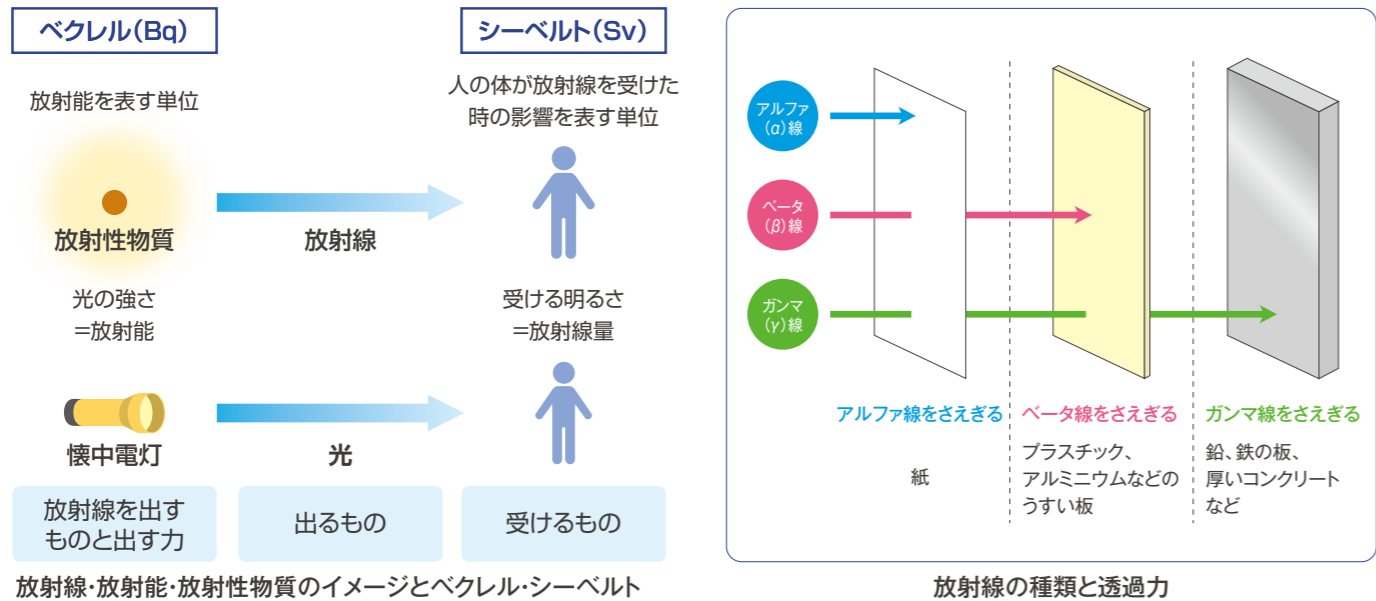 ベクレル(Bq)
放射能を表す単位
放射性物質
放射線
シーベルト(Sv)
人の体が放射線を受けた
時の影響を表す単位
光の強さ
=放射能
受ける明るさ
=放射線量
懐中電灯
光
放射線を出す
ものと出す力
出るもの
受けるもの
放射線・放射能・放射性物質のイメージとベクレル・シーベルト
アルファ
(α)線
ベータ
(β)線
ガンマ
(γ)線
アルファ線をさえぎる
紙
ベータ線をさえぎる
プラスチック、
アルミニウムなどの
うすい板
ガンマ線をさえぎる
鉛、鉄の板、
厚いコンクリート
など
放射線の種類と透過力